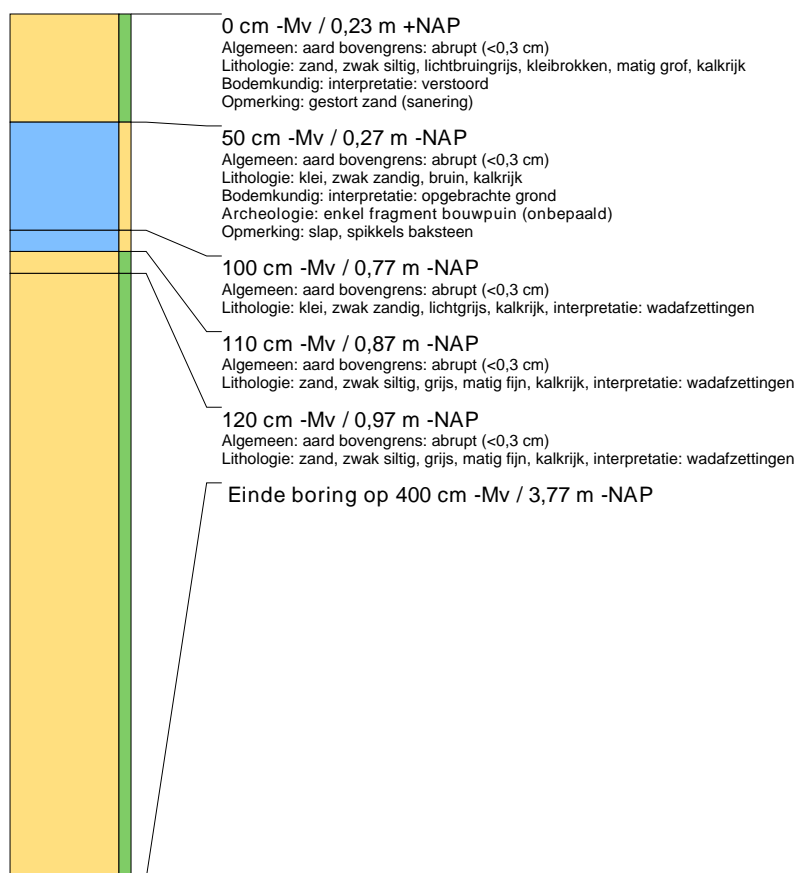 0 cm -Mv / 0,23 m +NAP
Algemeen: aard bovengrens: abrupt (<0,3 cm)
Lithologie: zand, zwak siltig, lichtbruingrijs, kleibrokken, matig grof, kalkrijk
Bodemkundig: interpretatie: verstoord
Opmerking: gestort zand (sanering)
50 cm -Mv / 0,27 m -NAP
Algemeen: aard bovengrens: abrupt (<0,3 cm)
Lithologie: klei, zwak zandig, bruin, kalkrijk
Bodemkundig: interpretatie: opgebrachte grond
Archeologie: enkel fragment bouwpuin (onbepaald)
Opmerking: slap, spikkels baksteen
100 cm -Mv / 0,77 m -NAP
Algemeen: aard bovengrens: abrupt (<0,3 cm)
Lithologie: klei, zwak zandig, lichtgrijs, kalkrijk, interpretatie: wadafzettingen
110 cm -Mv / 0,87 m -NAP
Algemeen: aard bovengrens: abrupt (<0,3 cm)
Lithologie: zand, zwak siltig, grijs, matig fijn, kalkrijk, interpretatie: wadafzettingen
120 cm -Mv / 0,97 m -NAP
Algemeen: aard bovengrens: abrupt (<0,3 cm)
Lithologie: zand, zwak siltig, grijs, matig fijn, kalkrijk, interpretatie: wadafzettingen
Einde boring op 400 cm -Mv / 3,77 m -NAP